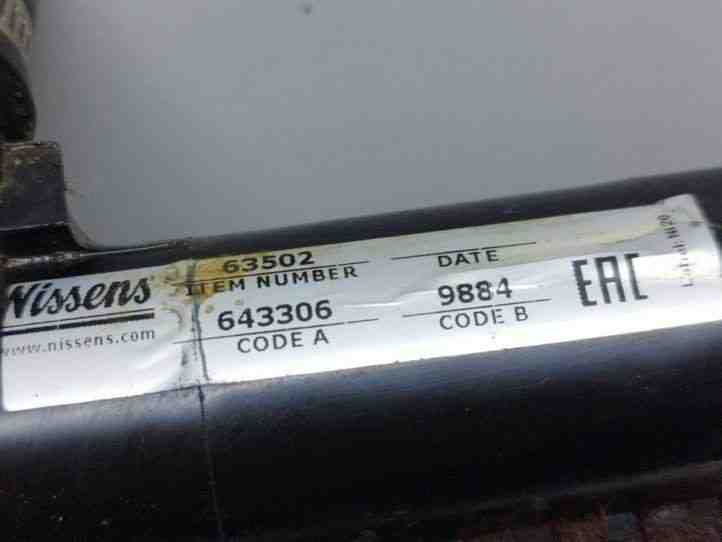 Nissens
www.nissens.com
63502
ITEM NUMBER
DATE
643306
CODE A
9884
CODE B
EAC